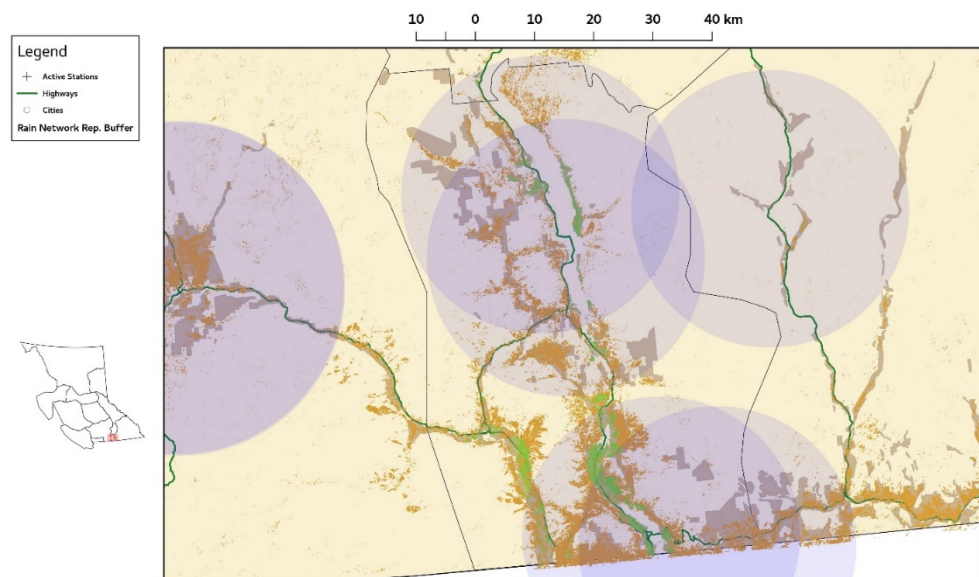 10 0 10 20 30 40 km
Legend
Active Stations
Highways
Cities
Rain Network Rep. Buffer